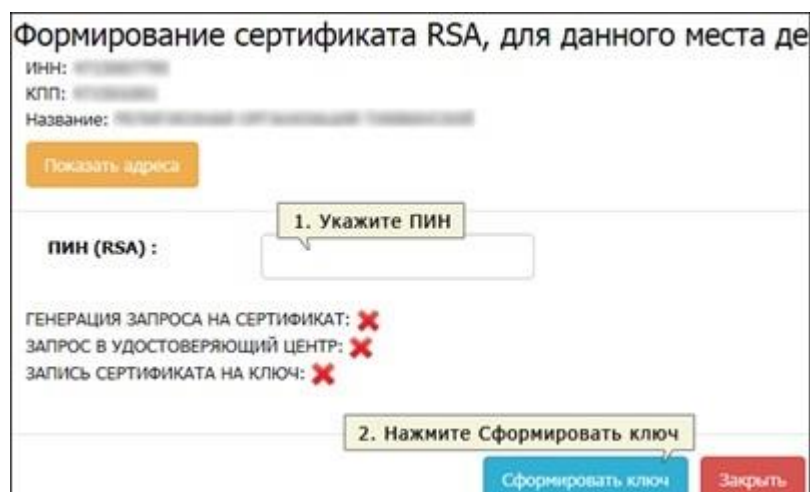 Формирование сертификата RSA, для данного места де
ИНН:
КПП:
Название:
Показать адреса
1. Укажите ПИН
ПИН (RSA) :
ГЕНЕРАЦИЯ ЗАПРОСА НА СЕРТИФИКАТ:
ЗАПРОС В УДОСТОВЕРЯЮЩИЙ ЦЕНТР:
ЗАПИСЬ СЕРТИФИКАТА НА КЛЮЧ:
2. Нажмите Сформировать ключ
Сформировать ключ
Закрыть